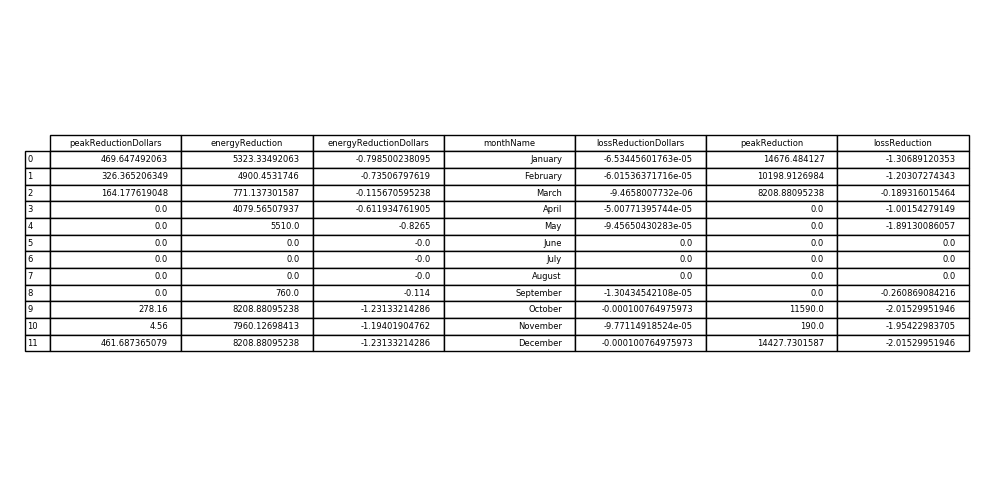 peakReductionDollars energyReduction energyReductionDollars monthName lossReductionDollars peakReduction lossReduction
0 469.647492063 5323.33492063 -0.798500238095 January -6.53445601763e-05 14676.484127 -1.30689120353
1 326.365206349 4900.4531746 -0.73506797619 February -6.01536371716e-05 10198.9126984 -1.20307274343
2 164.177619048 771.137301587 -0.115670595238 March -9.4658007732e-06 8208.88095238 -0.189316015464
3 0.0 4079.56507937 -0.611934761905 April -5.00771395744e-05 0.0 -1.00154279149
4 0.0 5510.0 -0.8265 May -9.45650430283e-05 0.0 -1.89130086057
5 0.0 0.0 -0.0 June 0.0 0.0 0.0
6 0.0 0.0 -0.0 July 0.0 0.0 0.0
7 0.0 0.0 -0.0 August 0.0 0.0 0.0
8 0.0 760.0 -0.114 September -1.30434542108e-05 0.0 -0.260869084216
9 278.16 8208.88095238 -1.23133214286 October -0.000100764975973 11590.0 -2.01529951946
10 4.56 7960.12698413 -1.19401904762 November -9.77114918524e-05 190.0 -1.95422983705
11 461.687365079 8208.88095238 -1.23133214286 December -0.000100764975973 14427.7301587 -2.01529951946